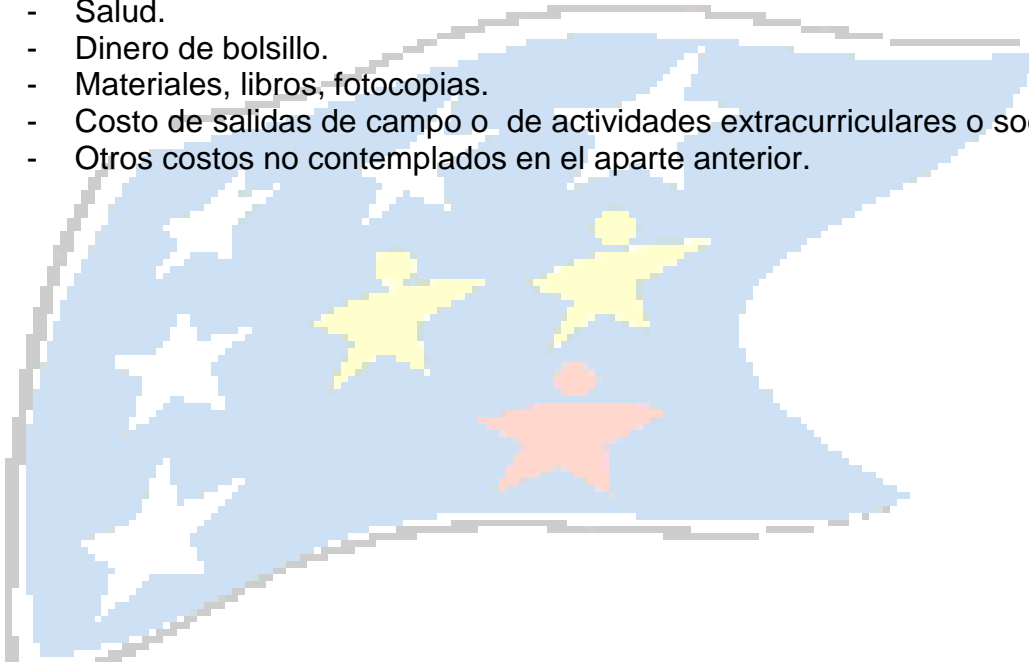 - Salud.
- Dinero de bolsillo.
- Materiales, libros, fotocopias.
- Costo de salidas de campo o de actividades extracurriculares o
- Otros costos no contemplados en el aparte anterior.